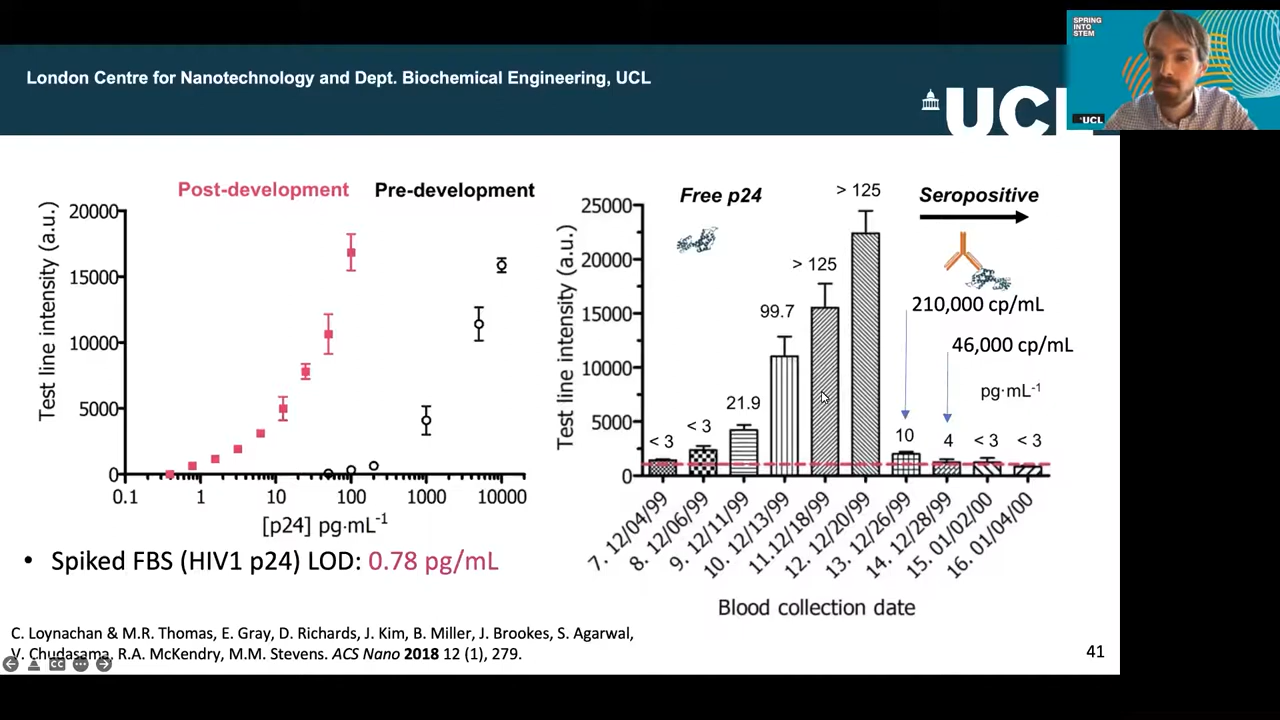 SPRING
INTO
STEM
UCL
London Centre for Nanotechnology and Dept. Biochemical Engineering, UCL
UCL
Post-development
Pre-development
Test line intensity (a.u.)
20000
15000
10000
5000
0
0.1
1
10
100
1000
10000
[p24] pg·mL⁻¹
• Spiked FBS (HIV1 p24) LOD: 0.78 pg/mL
Free p24
Seropositive
Test line intensity (a.u.)
25000
20000
15000
10000
5000
0
< 3
< 3
21.9
99.7
> 125
> 125
10
4
< 3
< 3
210,000 cp/mL
46,000 cp/mL
pg·mL⁻¹
7. 12/04/99
8. 12/06/99
9. 12/11/99
10. 12/13/99
11. 12/18/99
12. 12/20/99
13. 12/26/99
14. 12/28/99
15. 01/02/00
16. 01/04/00
Blood collection date
C. Loynachan & M.R. Thomas, E. Gray, D. Richards, J. Kim, B. Miller, J. Brookes, S. Agarwal,
V. Chudasama, R.A. McKendry, M.M. Stevens. ACS Nano 2018 12 (1), 279.
41